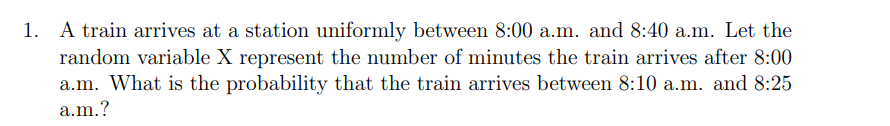 1. A train arrives at a station uniformly between 8:00 a.m. and 8:40 a.m. Let the
random variable X represent the number of minutes the train arrives after 8:00
a.m. What is the probability that the train arrives between 8:10 a.m. and 8:25
a.m.?